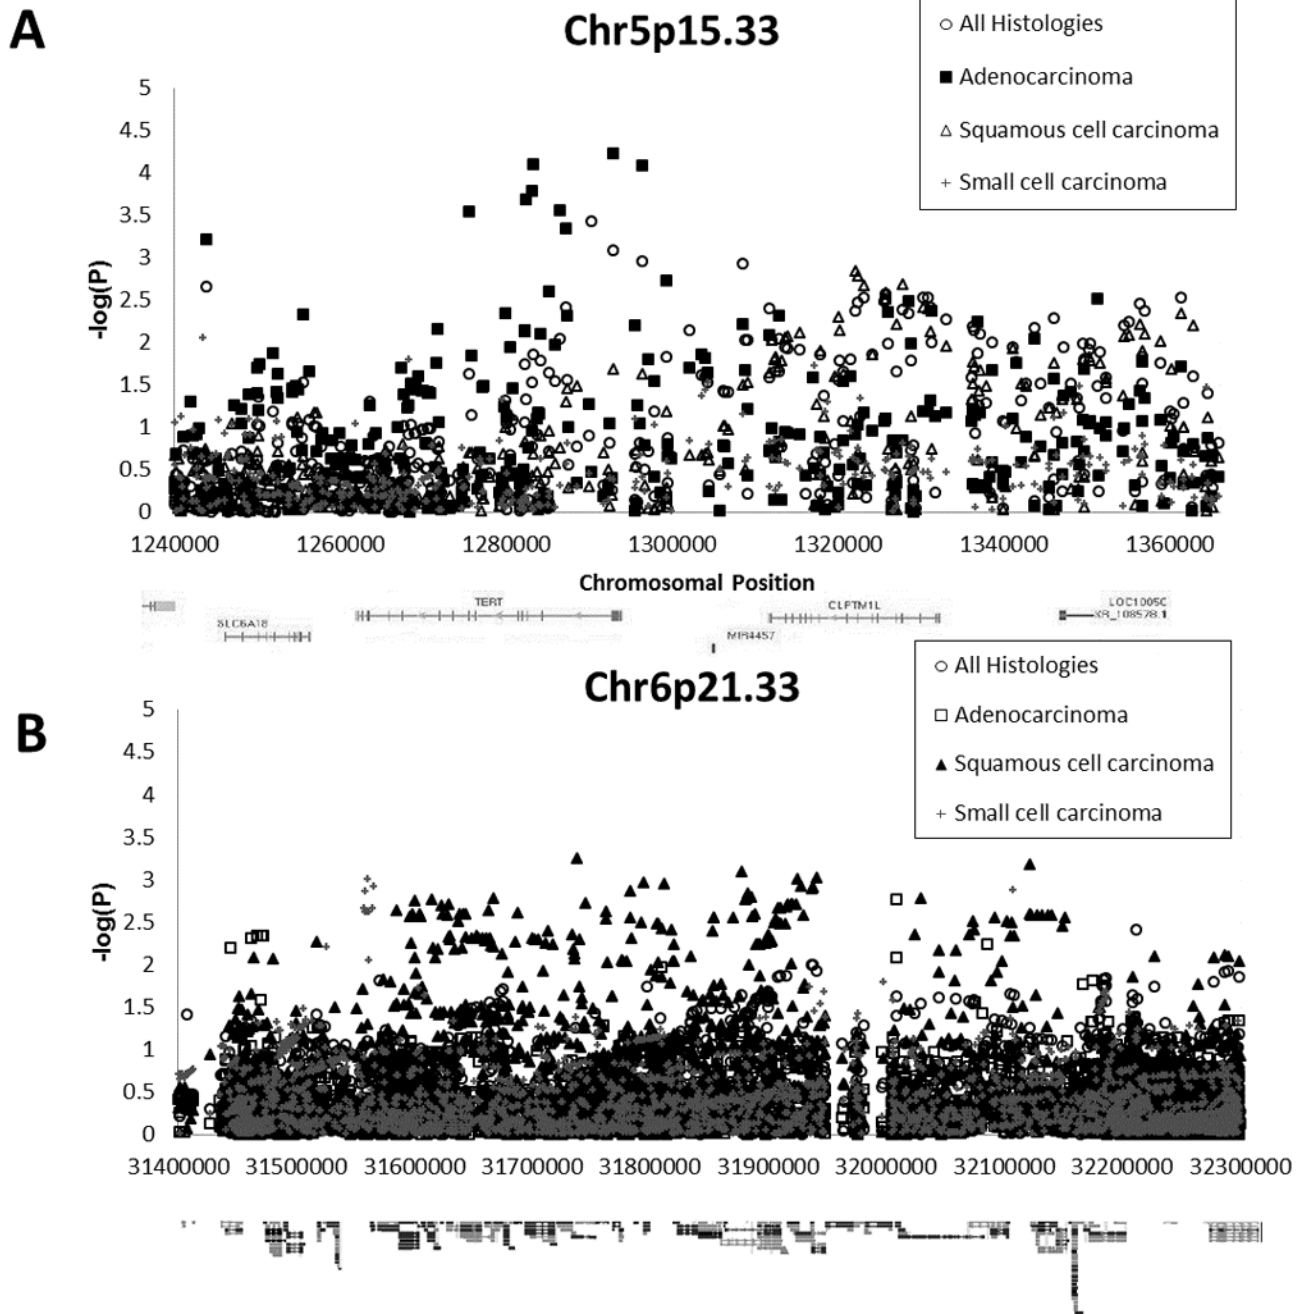 A
Chr5p15.33
All Histologies
Adenocarcinoma
Squamous cell carcinoma
Small cell carcinoma
-log(P)
5
4.5
4
3.5
3
2.5
2
1.5
1
0.5
0
1240000 1260000 1280000 1300000 1320000 1340000 1360000
Chromosomal Position
TERT
CLPTM1L
LOC1005C
XR_108578.1
SLC6A18
MIR4457
B
Chr6p21.33
All Histologies
Adenocarcinoma
Squamous cell carcinoma
Small cell carcinoma
-log(P)
5
4.5
4
3.5
3
2.5
2
1.5
1
0.5
0
31400000 31500000 31600000 31700000 31800000 31900000 32000000 32100000 32200000 32300000